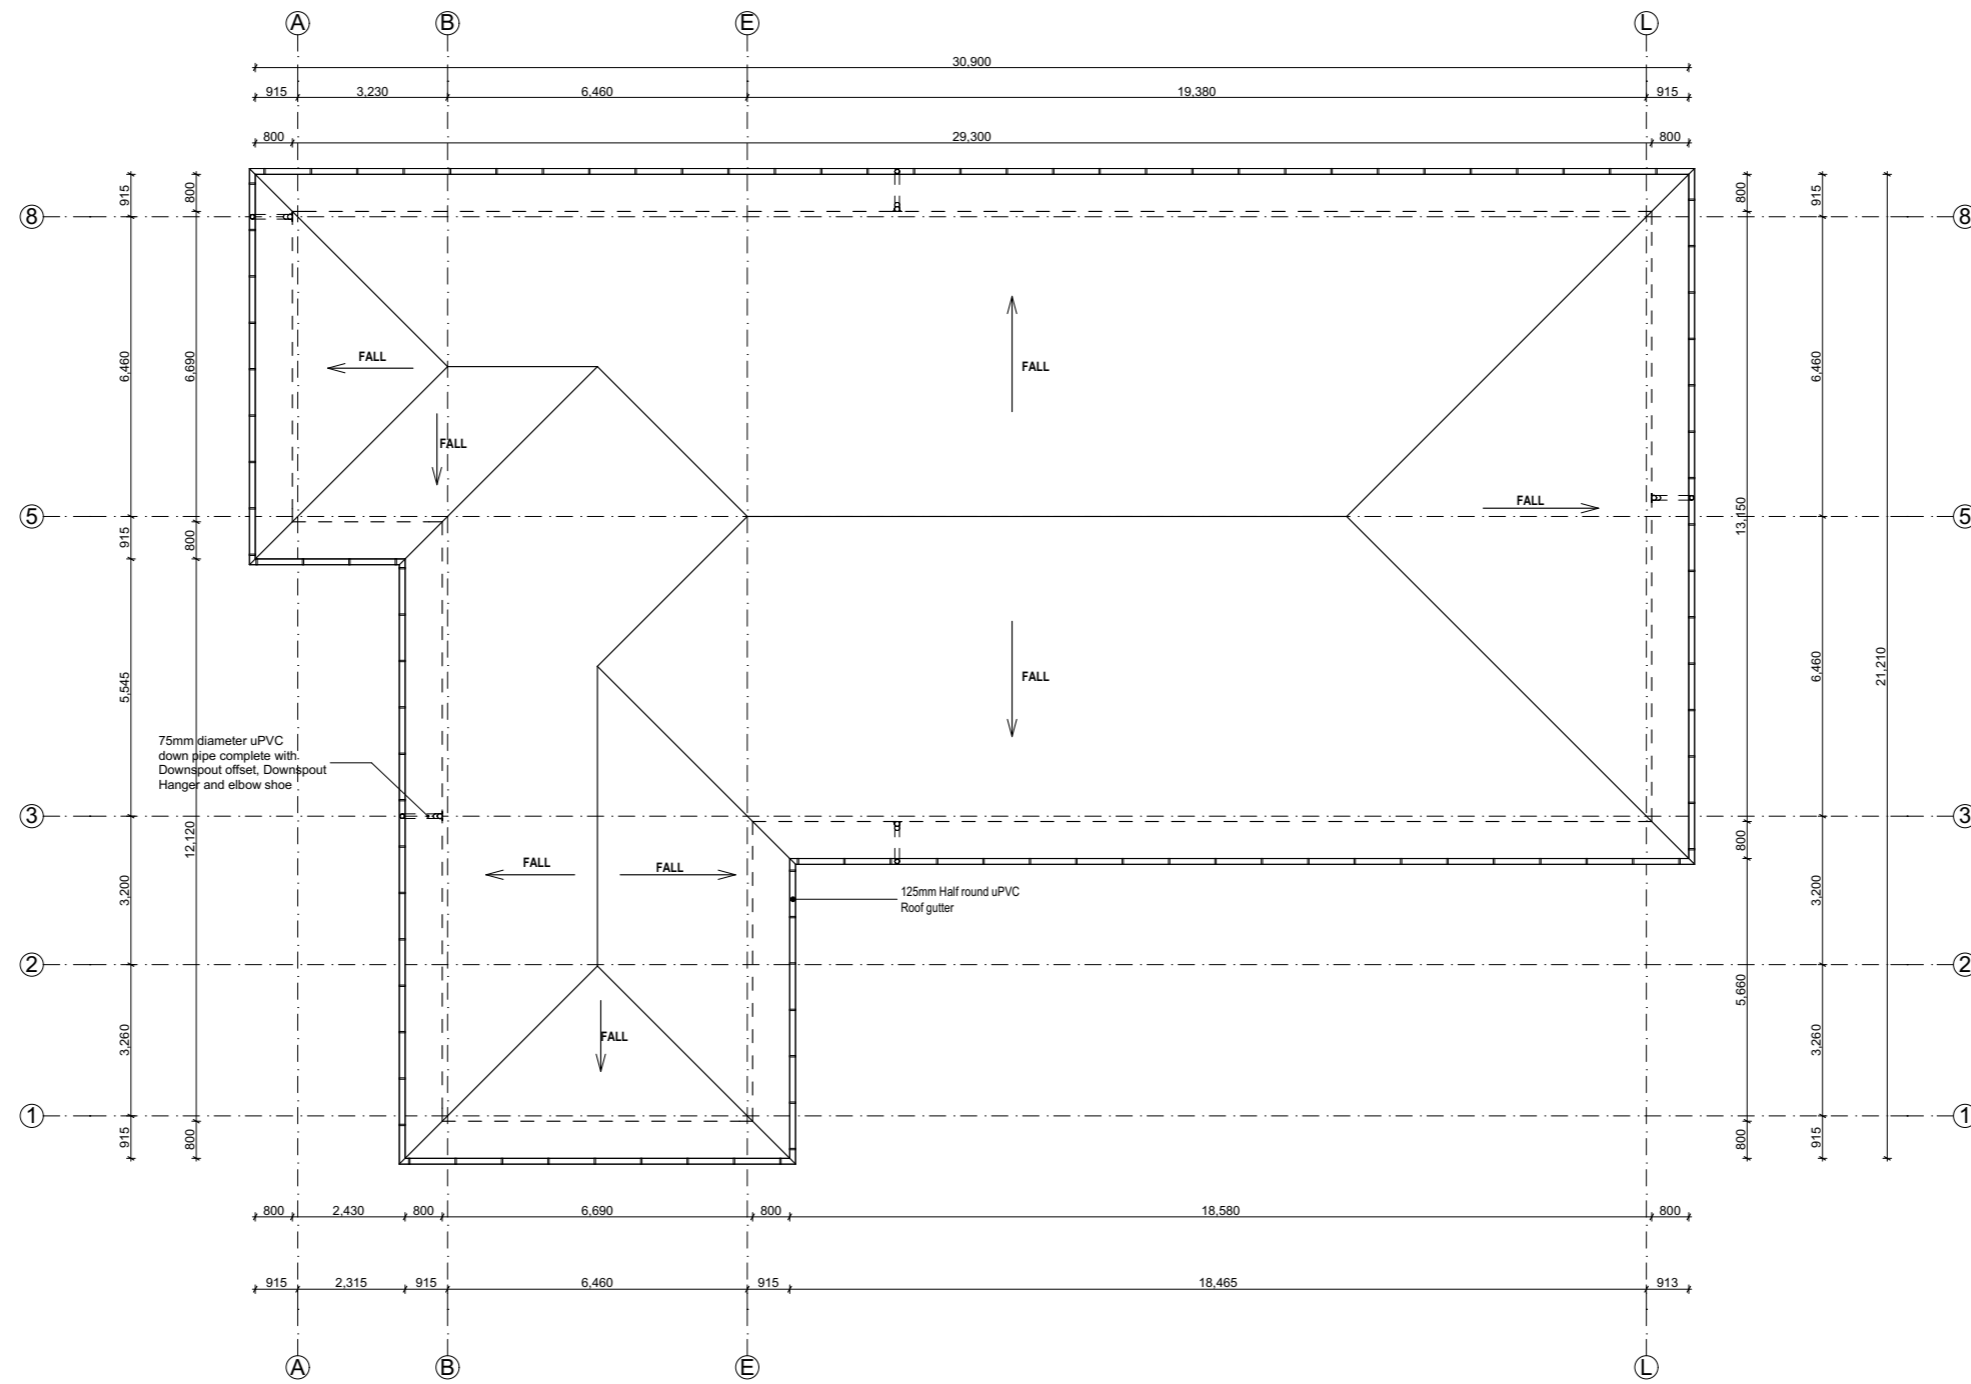 A B E L
30,900
915 3,230 6,460 19,380 915
800 29,300 800
915 800 800 915
8 8
6,460 6,690 FALL FALL FALL 6,460
FALL 13,150
5 5
915 800
21,210
5,545 FALL 6,460
75mm diameter uPVC
down pipe complete with
Downspout offset, Downspout
Hanger and elbow shoe
3 3
12,120 800
3,200 FALL FALL 3,200
125mm Half round uPVC
Roof gutter
2 2
5,660
3,260 FALL 3,260
1 1
915 800 800 915
800 2,430 800 6,690 800 18,580 800
915 2,315 915 6,460 915 18,465 913
A B E L